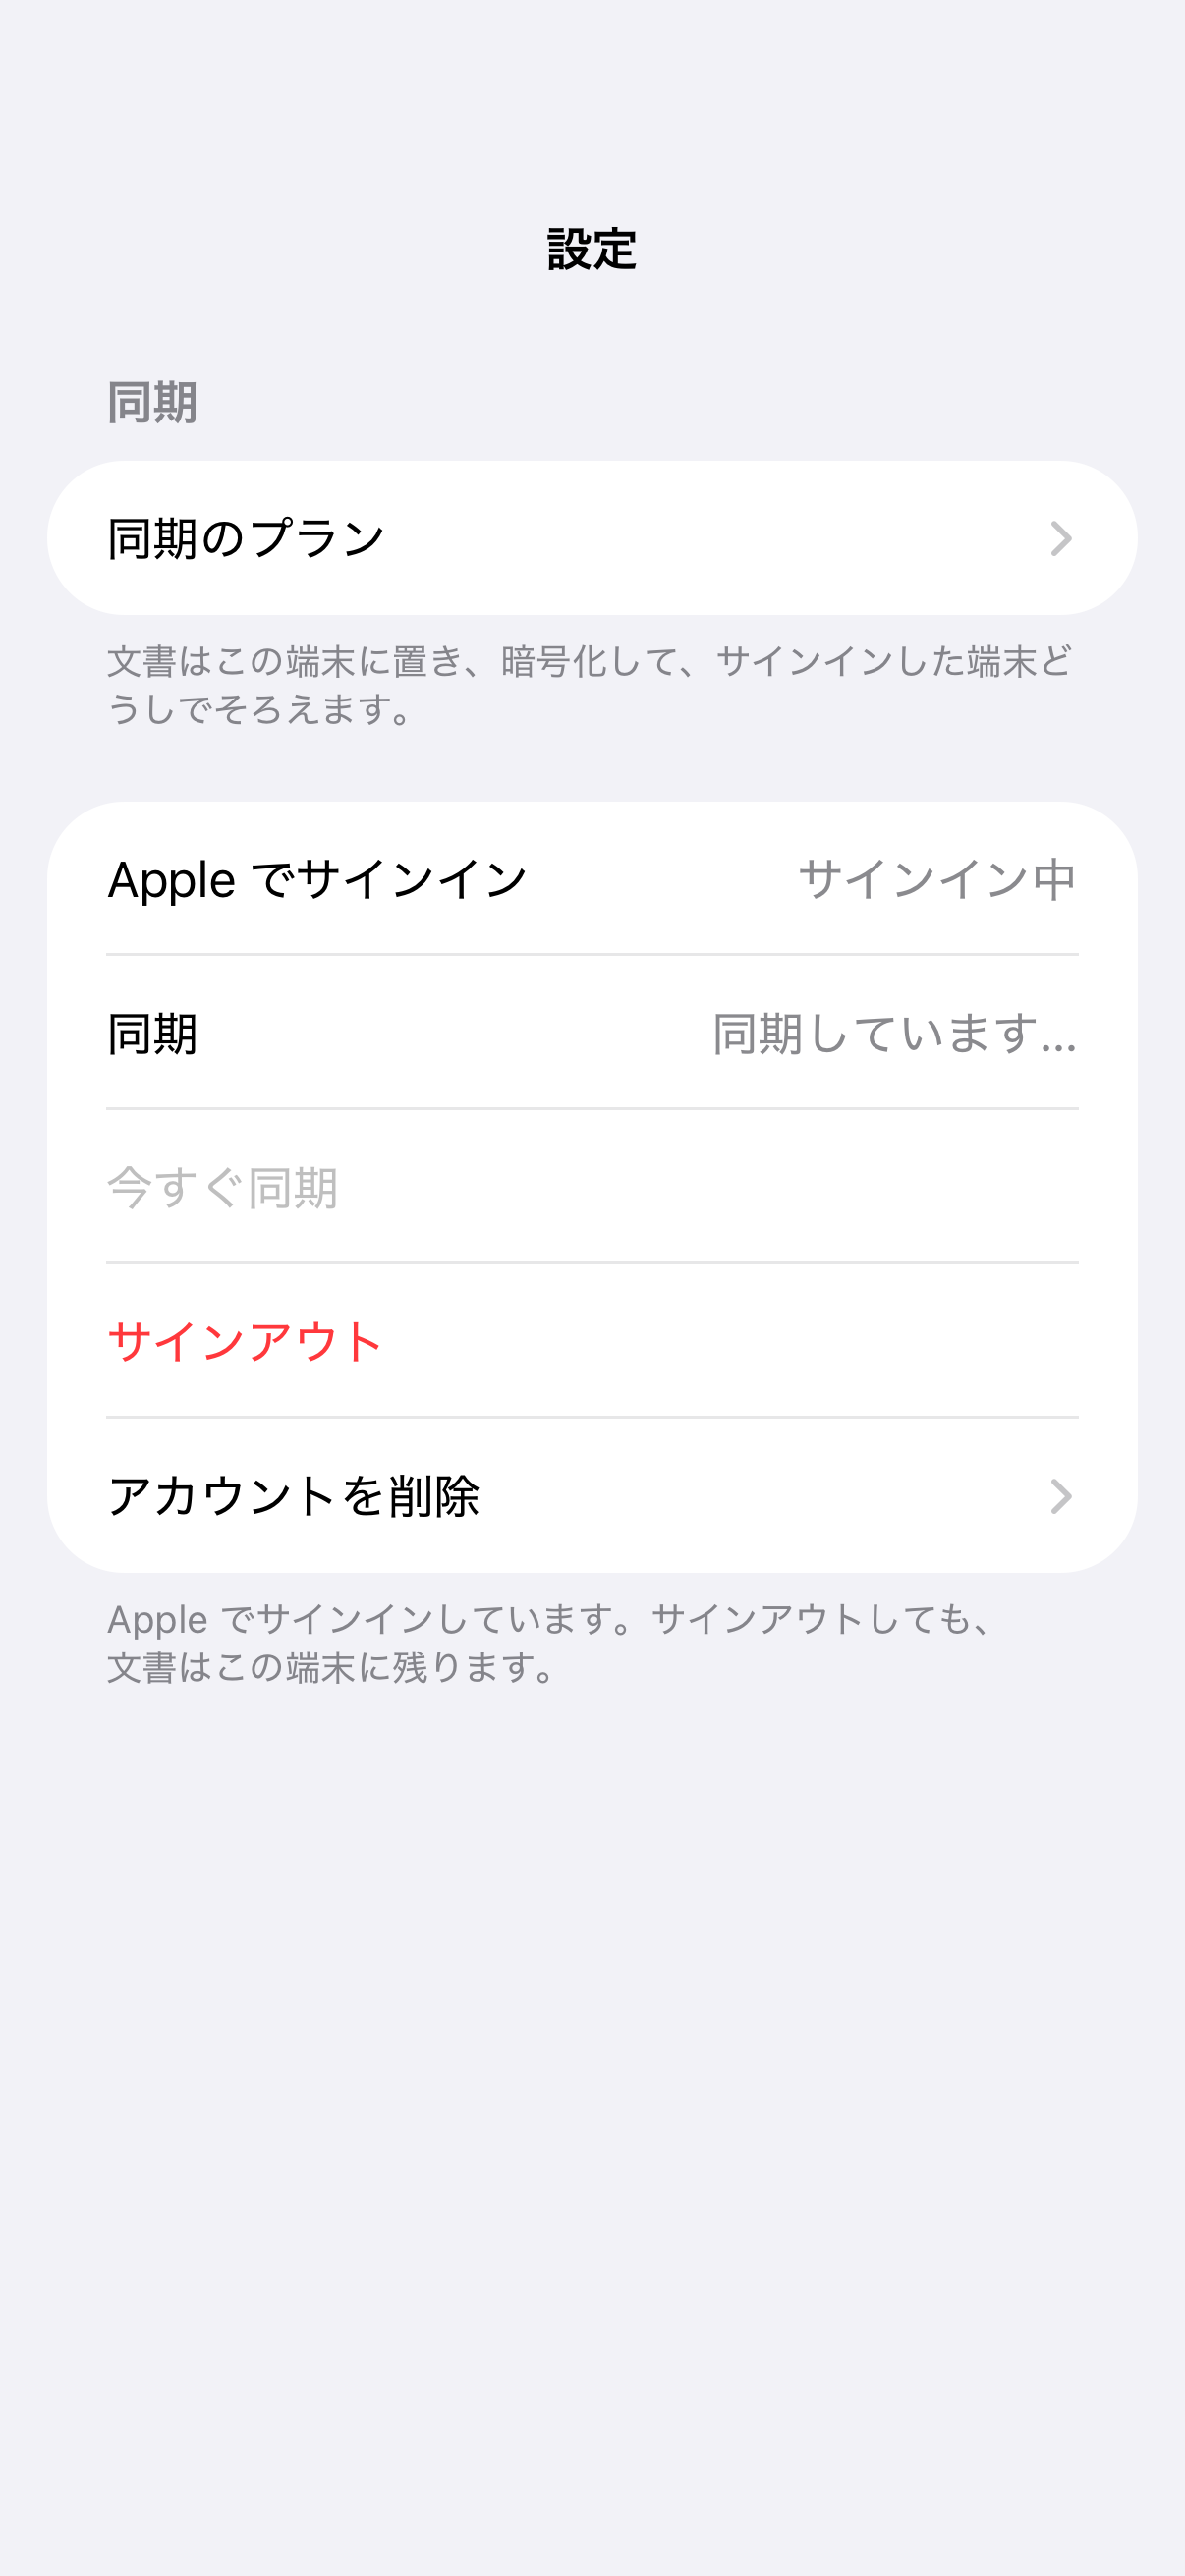 設定
同期
同期のプラン
文書はこの端末に置き、暗号化して、サインインした端末ど
うしでそろえます。
Apple でサインイン
サインイン中
同期
同期しています...
今すぐ同期
サインアウト
アカウントを削除
Apple でサインインしています。サインアウトしても、
文書はこの端末に残ります。